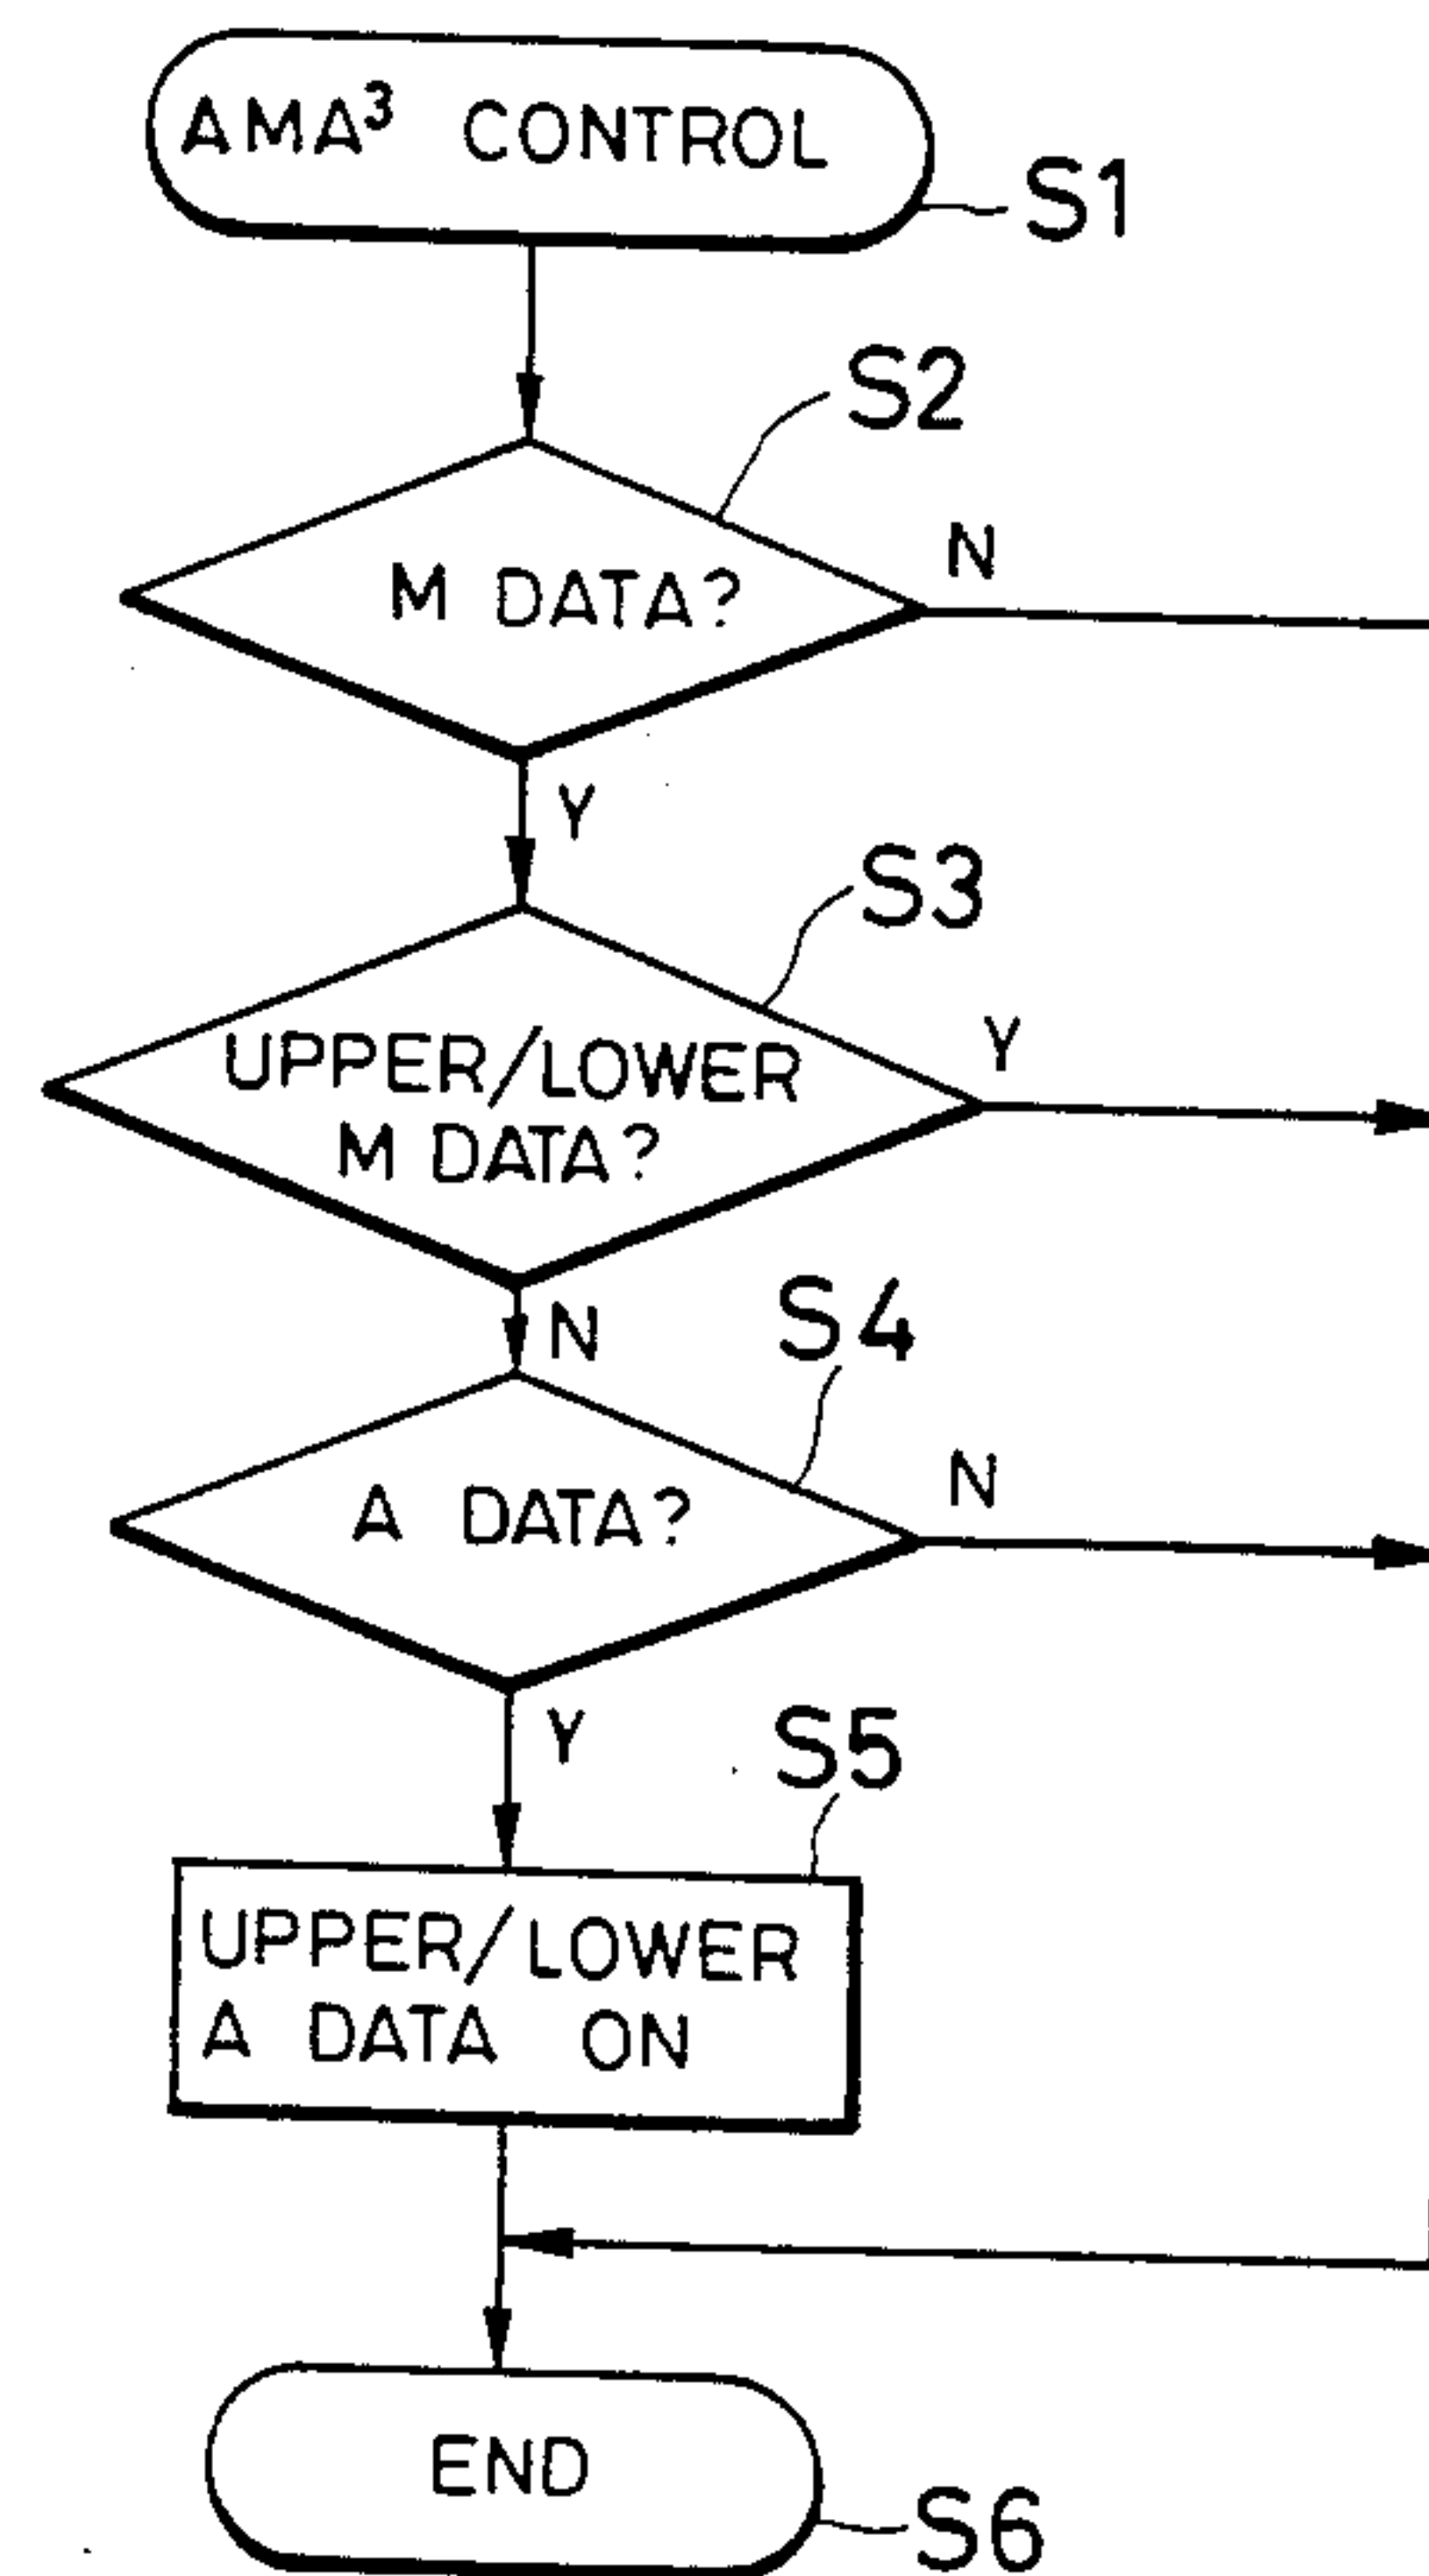 AMA³ CONTROL
S1
S2
M DATA?
N
Y
S3
UPPER/LOWER
M DATA?
Y
N
S4
A DATA?
N
Y
S5
UPPER/LOWER
A DATA ON
END
S6